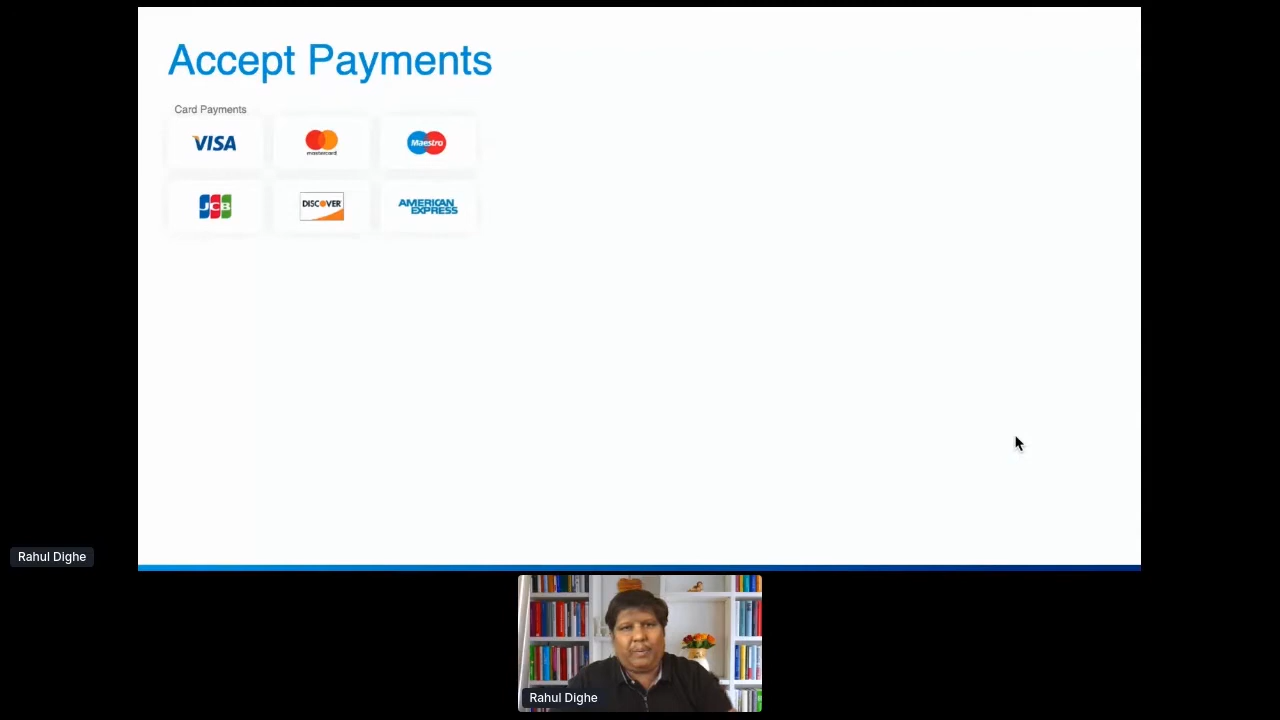 Accept Payments
Card Payments
VISA
mastercard
Maestro
JCB
DISCOVER
AMERICAN
EXPRESS
Rahul Dighe
Rahul Dighe